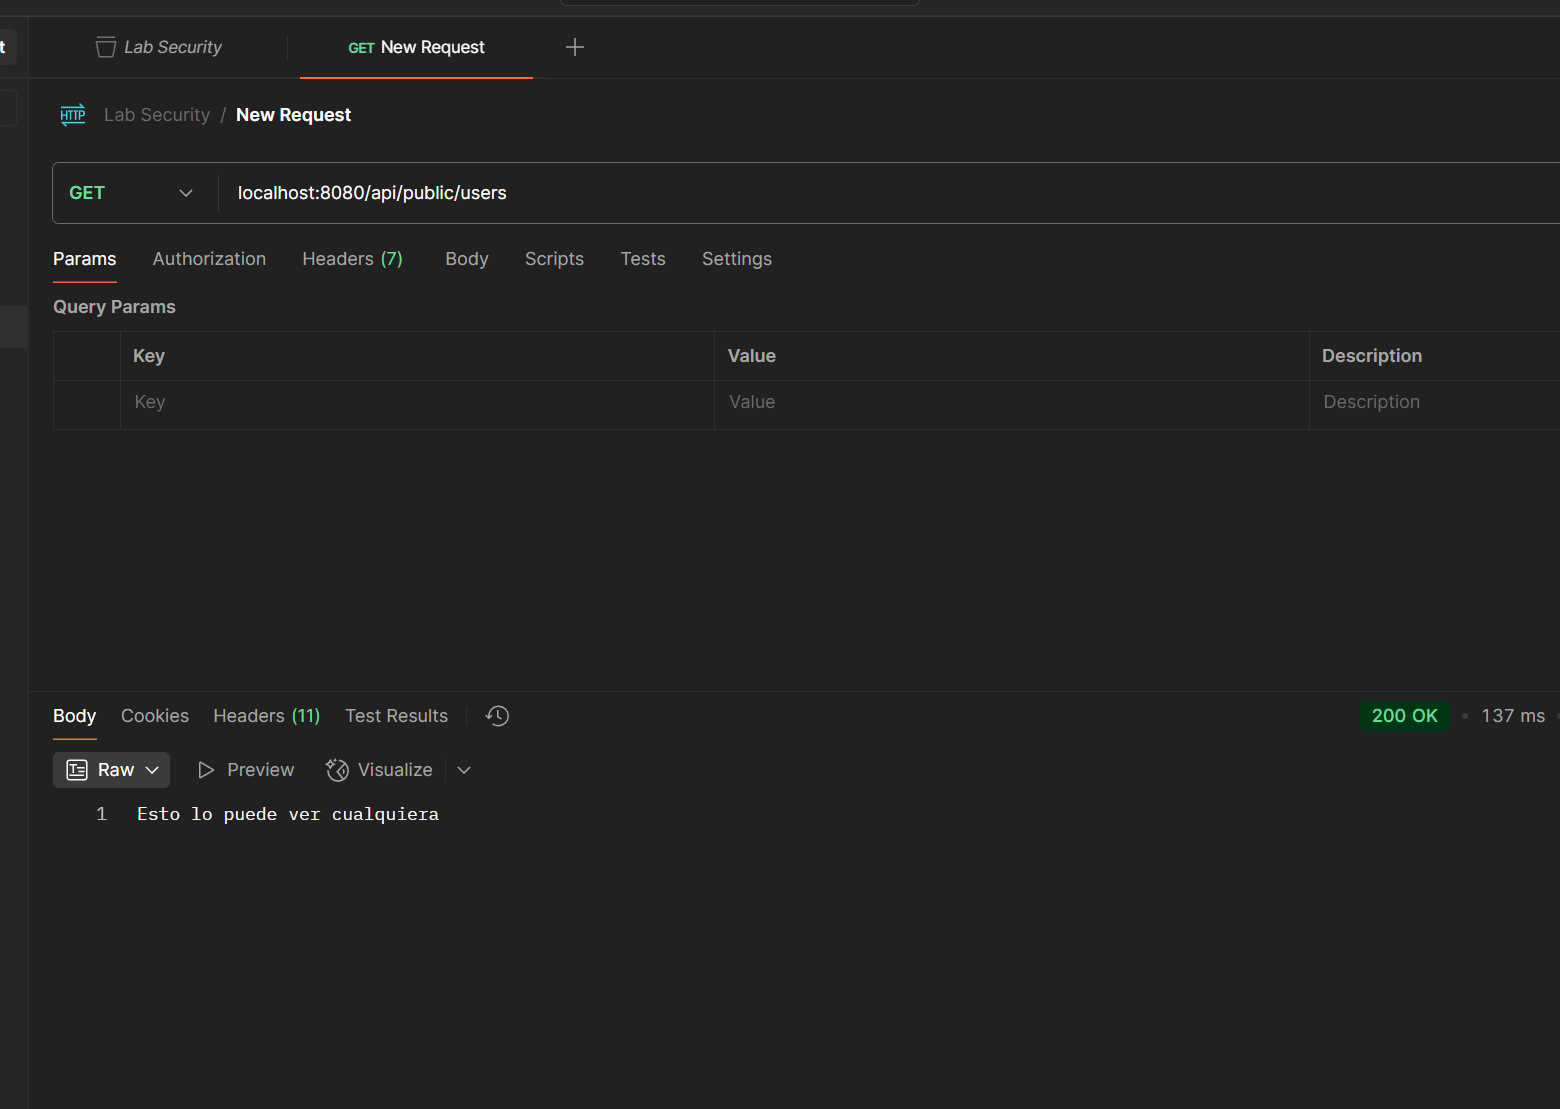 t
Lab Security
GET New Request
HTTP Lab Security / New Request
GET localhost:8080/api/public/users
Params Authorization Headers (7) Body Scripts Tests Settings
Query Params
Key Value Description
Key Value Description
Body Cookies Headers (11) Test Results 200 OK • 137 ms
Raw Preview Visualize
1 Esto lo puede ver cualquiera